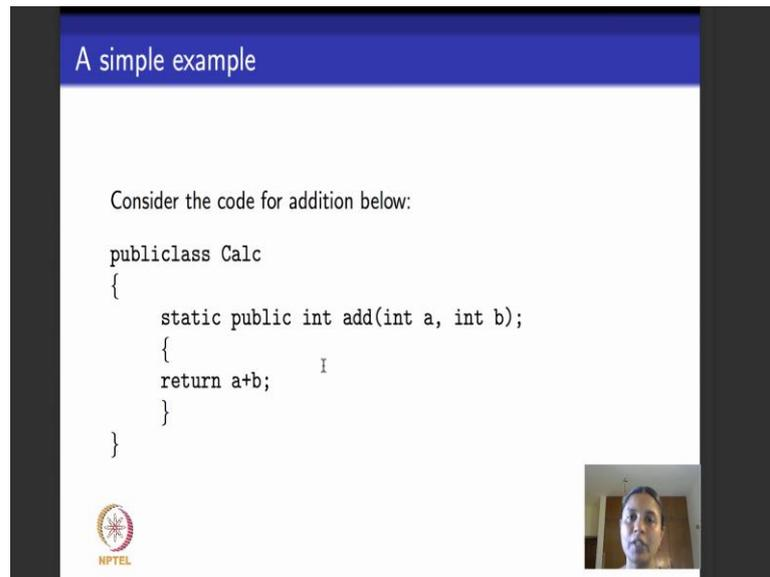 A simple example
Consider the code for addition below:
publiclass Calc
{
static public int add(int a, int b);
{
return a+b;
}
}
NPTEL